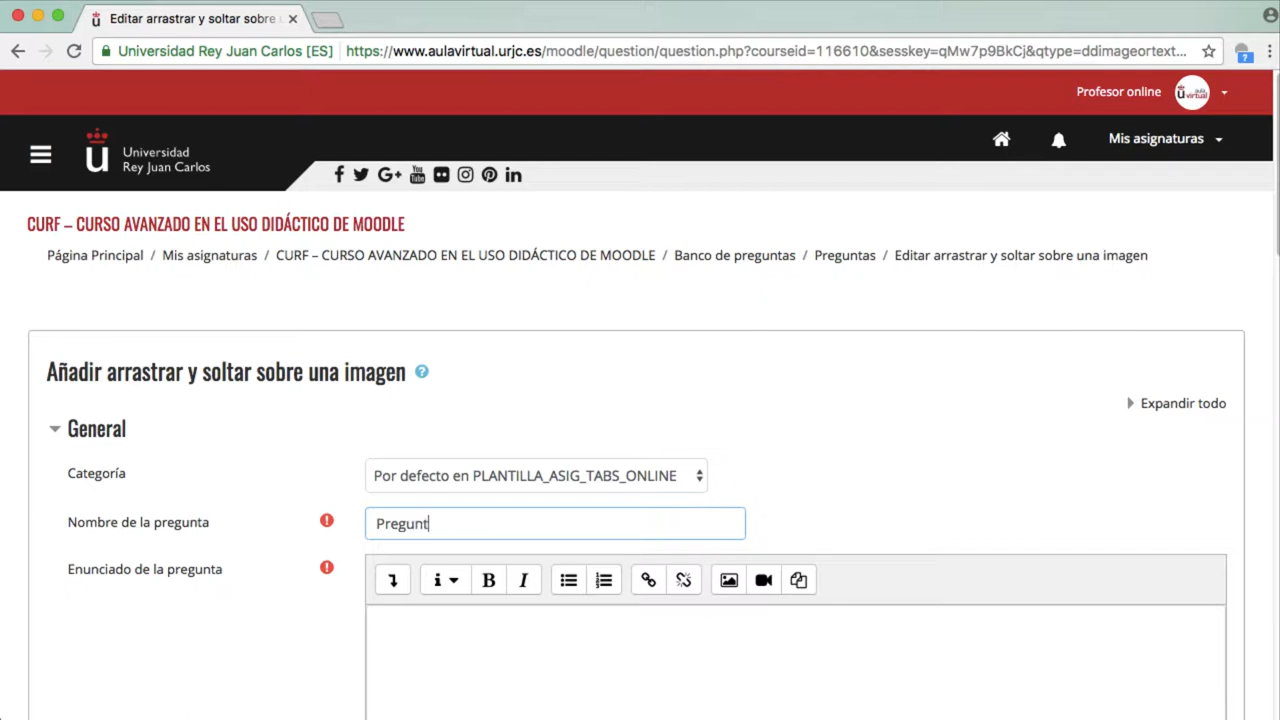 Editar arrastrar y soltar sobre
Universidad Rey Juan Carlos [ES] https://www.aulavirtual.urjc.es/moodle/question/question.php?courseid=116610&sesskey=qMw7p9BkCj&qtype=ddimageortext...
Profesor online
aula
virtual
Mis asignaturas
Universidad
Rey Juan Carlos
CURF – CURSO AVANZADO EN EL USO DIDÁCTICO DE MOODLE
Página Principal / Mis asignaturas / CURF – CURSO AVANZADO EN EL USO DIDÁCTICO DE MOODLE / Banco de preguntas / Preguntas / Editar arrastrar y soltar sobre una imagen
Añadir arrastrar y soltar sobre una imagen
Expandir todo
General
Categoría
Por defecto en PLANTILLA_ASIG_TABS_ONLINE
Nombre de la pregunta
Pregunt
Enunciado de la pregunta